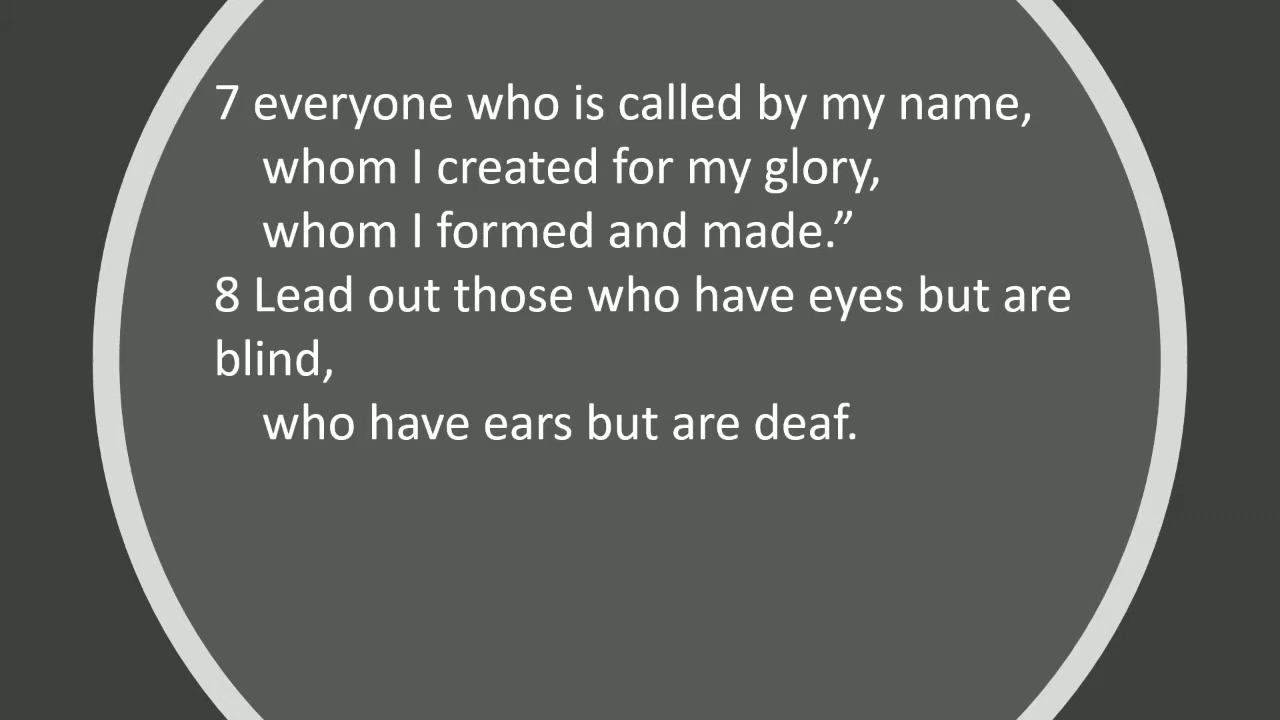 7 everyone who is called by my name,
whom I created for my glory,
whom I formed and made.”
8 Lead out those who have eyes but are
blind,
who have ears but are deaf.